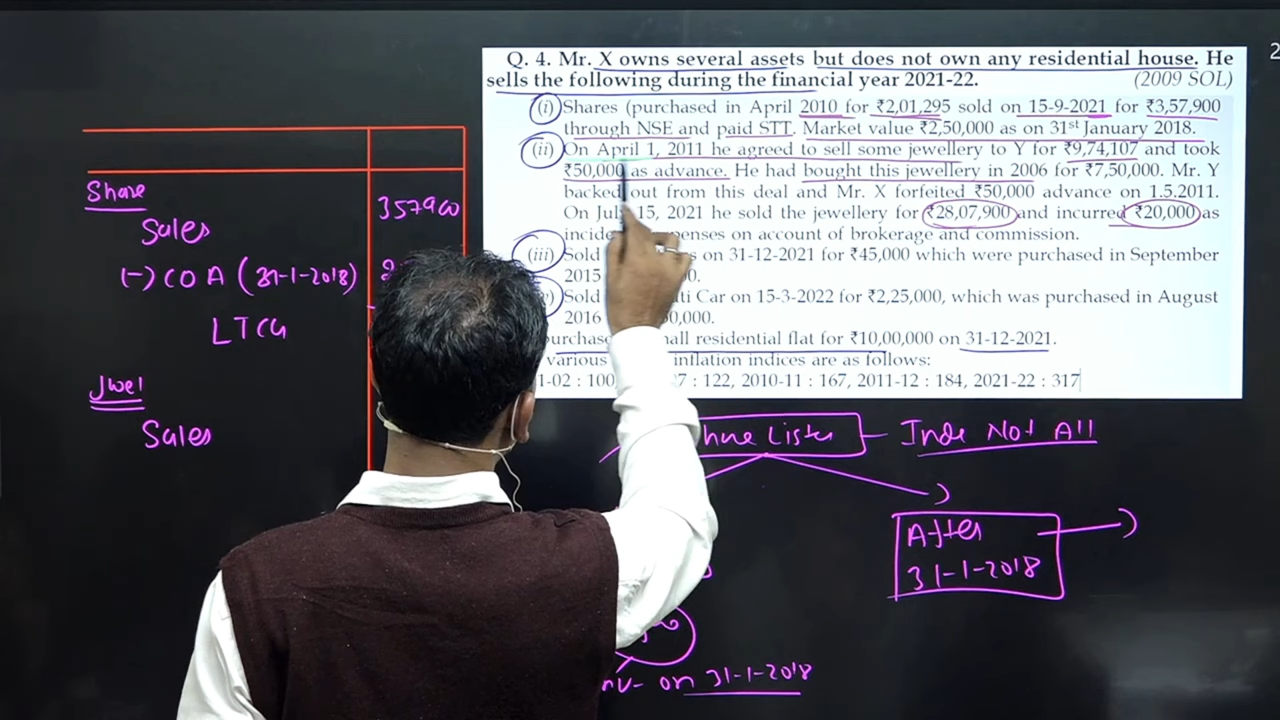 Q. 4. Mr. X owns several assets but does not own any residential house. He
sells the following during the financial year 2021-22. (2009 SOL)
(i) Shares (purchased in April 2010 for ₹2,01,295 sold on 15-9-2021 for ₹3,57,900
through NSE and paid STT. Market value ₹2,50,000 as on 31st January 2018.
(ii) On April 1, 2011 he agreed to sell some jewellery to Y for ₹9,74,107 and took
₹50,000 as advance. He had bought this jewellery in 2006 for ₹7,50,000. Mr. Y
backed out from this deal and Mr. X forfeited ₹50,000 advance on 1.5.2011.
On July 15, 2021 he sold the jewellery for ₹28,07,900 and incurred ₹20,000 as
on account of brokerage and commission.
(iii) Sold on 31-12-2021 for ₹45,000 which were purchased in September
2015
Sold Car on 15-3-2022 for ₹2,25,000, which was purchased in August
2016
residential flat for ₹10,00,000 on 31-12-2021.
various inflation indices are as follows:
: 100, : 122, 2010-11 : 167, 2011-12 : 184, 2021-22 : 317
Share
Sales 357900
(-) COA (31-1-2018)
LTCG
Jwel
Sales
Inde Not All
After
31-1-2018
on 31-1-2018
2